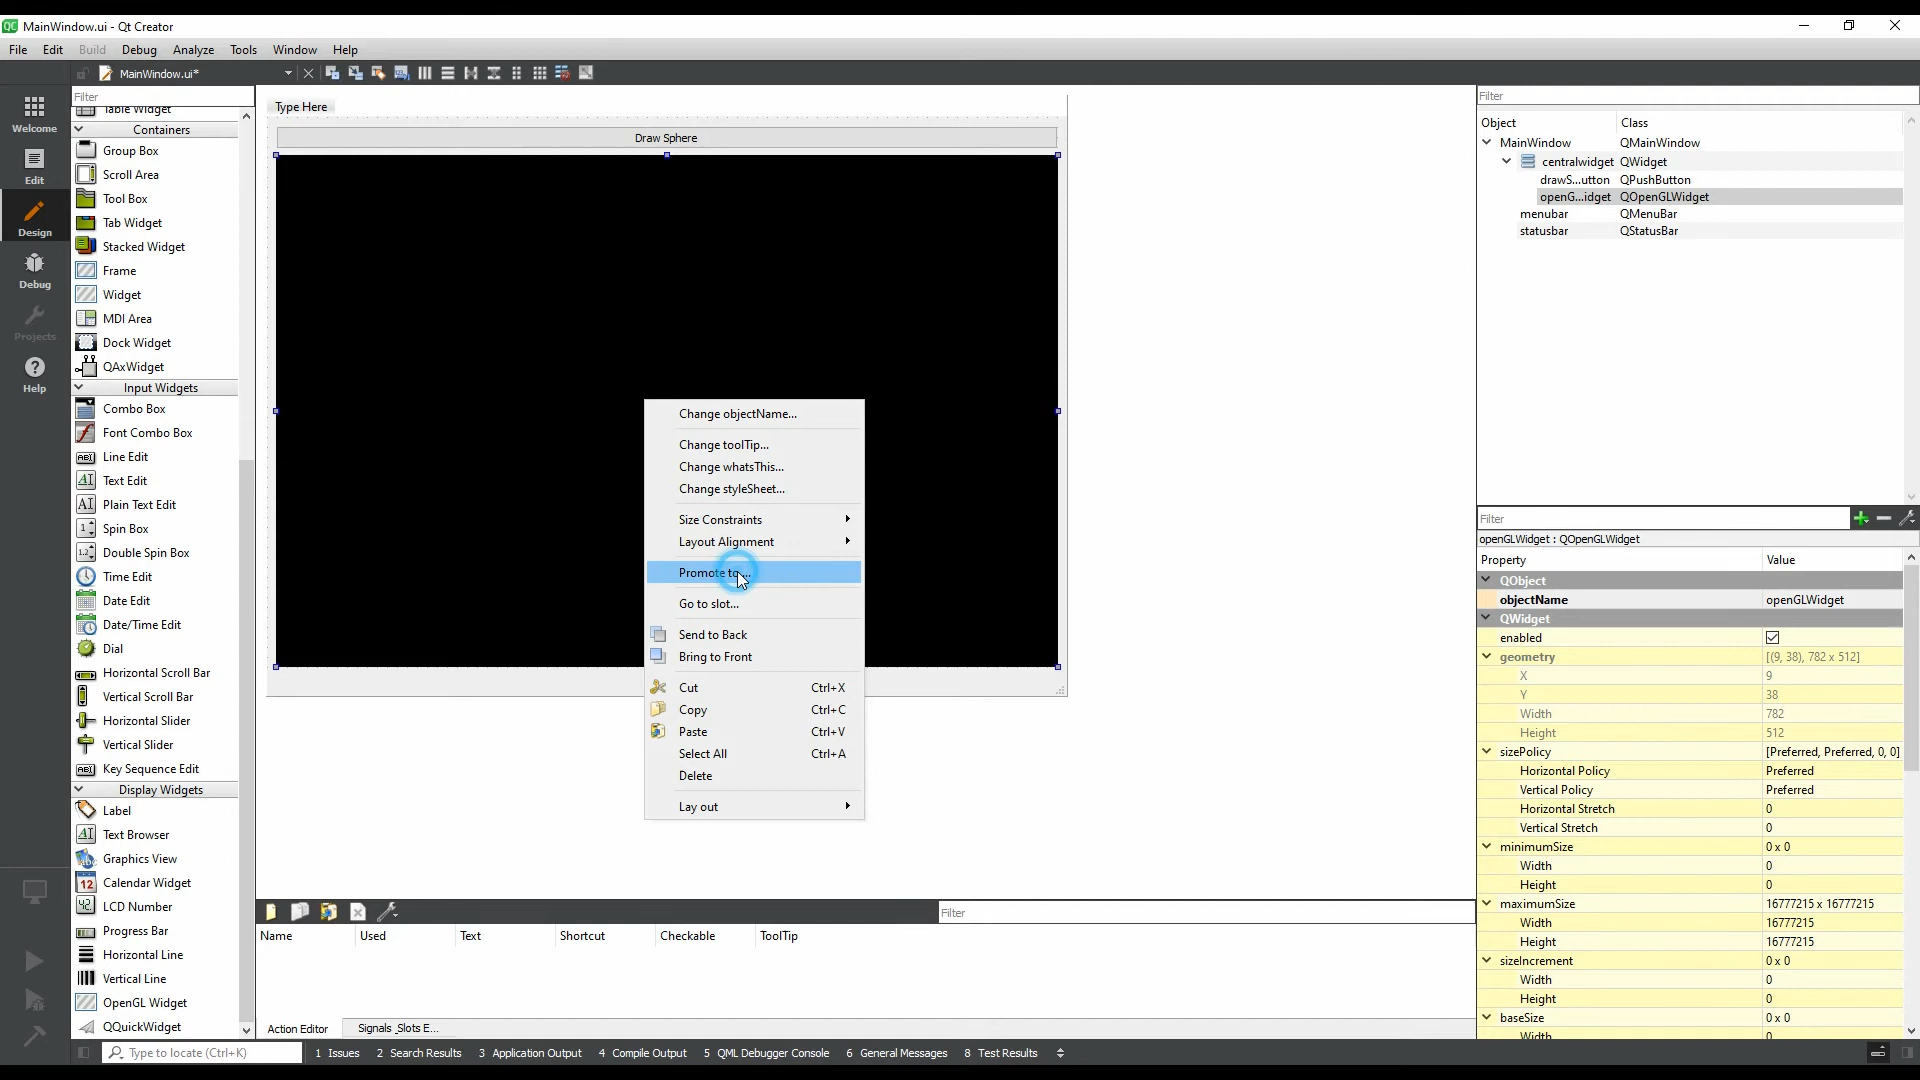 MainWindow.ui - Qt Creator
File Edit Build Debug Analyze Tools Window Help
MainWindow.ui*
Welcome
Edit
Design
Debug
Projects
Help
Filter
Table Widget
Containers
Group Box
Scroll Area
Tool Box
Tab Widget
Stacked Widget
Frame
Widget
MDI Area
Dock Widget
QAxWidget
Input Widgets
Combo Box
Font Combo Box
Line Edit
Text Edit
Plain Text Edit
Spin Box
Double Spin Box
Time Edit
Date Edit
Date/Time Edit
Dial
Horizontal Scroll Bar
Vertical Scroll Bar
Horizontal Slider
Vertical Slider
Key Sequence Edit
Display Widgets
Label
Text Browser
Graphics View
Calendar Widget
LCD Number
Progress Bar
Horizontal Line
Vertical Line
OpenGL Widget
QQuickWidget
Type Here
Draw Sphere
Change objectName...
Change toolTip...
Change whatsThis...
Change styleSheet...
Size Constraints
Layout Alignment
Promote to ...
Go to slot...
Send to Back
Bring to Front
Cut Ctrl+X
Copy Ctrl+C
Paste Ctrl+V
Select All Ctrl+A
Delete
Lay out
Filter
Name Used Text Shortcut Checkable ToolTip
Action Editor Signals _Slots E...
Filter
Object Class
MainWindow QMainWindow
centralwidget QWidget
drawS...utton QPushButton
openG...idget QOpenGLWidget
menubar QMenuBar
statusbar QStatusBar
Filter
openGLWidget : QOpenGLWidget
Property Value
QObject
objectName openGLWidget
QWidget
enabled
geometry [(9, 38), 782 x 512]
X 9
Y 38
Width 782
Height 512
sizePolicy [Preferred, Preferred, 0, 0]
Horizontal Policy Preferred
Vertical Policy Preferred
Horizontal Stretch 0
Vertical Stretch 0
minimumSize 0 x 0
Width 0
Height 0
maximumSize 16777215 x 16777215
Width 16777215
Height 16777215
sizeIncrement 0 x 0
Width 0
Height 0
baseSize 0 x 0
Width 0
Type to locate (Ctrl+K) 1 Issues 2 Search Results 3 Application Output 4 Compile Output 5 QML Debugger Console 6 General Messages 8 Test Results